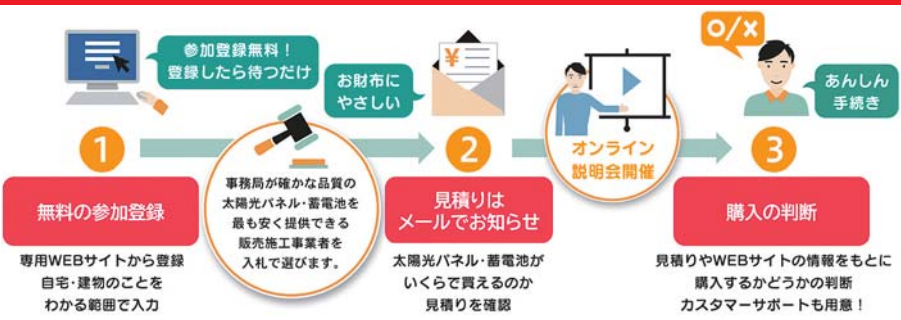 参加登録無料！
登録したら待つだけ
1
無料の参加登録
専用WEBサイトから登録
自宅・建物のことを
わかる範囲で入力
事務局が確かな品質の
太陽光パネル・蓄電池を
最も安く提供できる
販売施工事業者を
入札で選びます。
お財布に
やさしい
¥
2
見積りは
メールでお知らせ
太陽光パネル・蓄電池が
いくらで買えるのか
見積りを確認
オンライン
説明会開催
O/X
あんしん
手続き
3
購入の判断
見積りやWEBサイトの情報をもとに
購入するかどうかの判断
カスタマーサポートも用意！